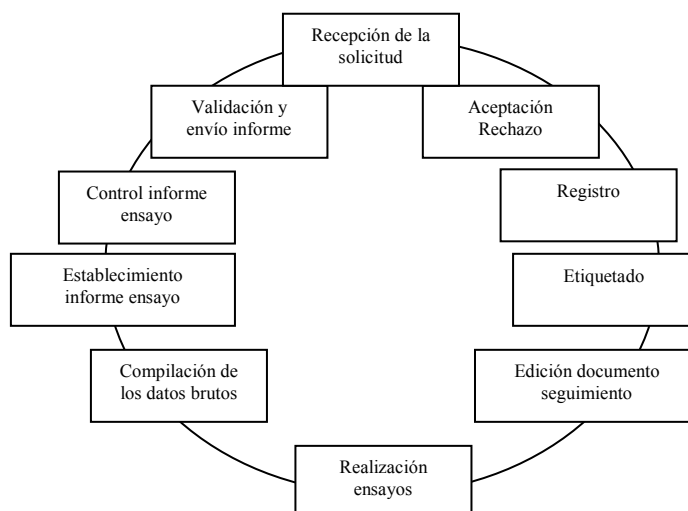 Recepción de la
solicitud
Aceptación
Rechazo
Registro
Etiquetado
Edición documento
seguimiento
Realización
ensayos
Compilación de
los datos brutos
Establecimiento
informe ensayo
Control informe
ensayo
Validación y
envío informe